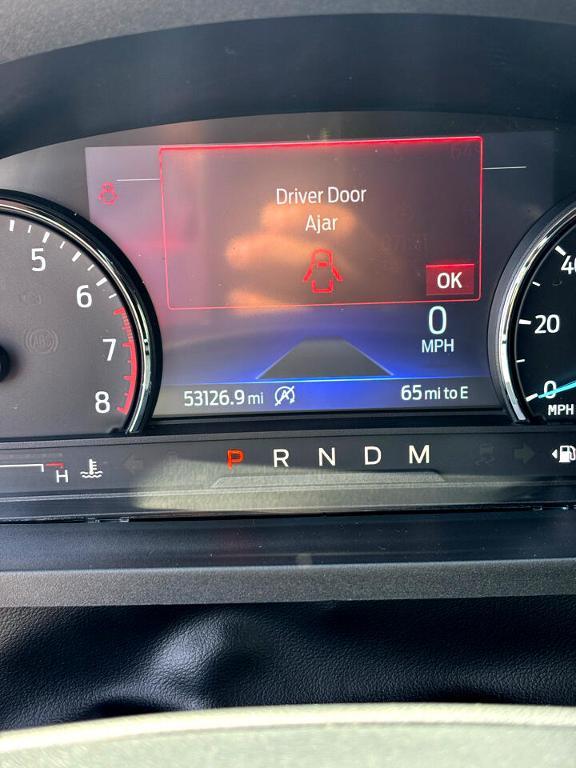 Driver Door
Ajar
OK
0
MPH
53126.9 mi
65 mi to E
5
6
7
8
40
20
0
MPH
H
P R N D M